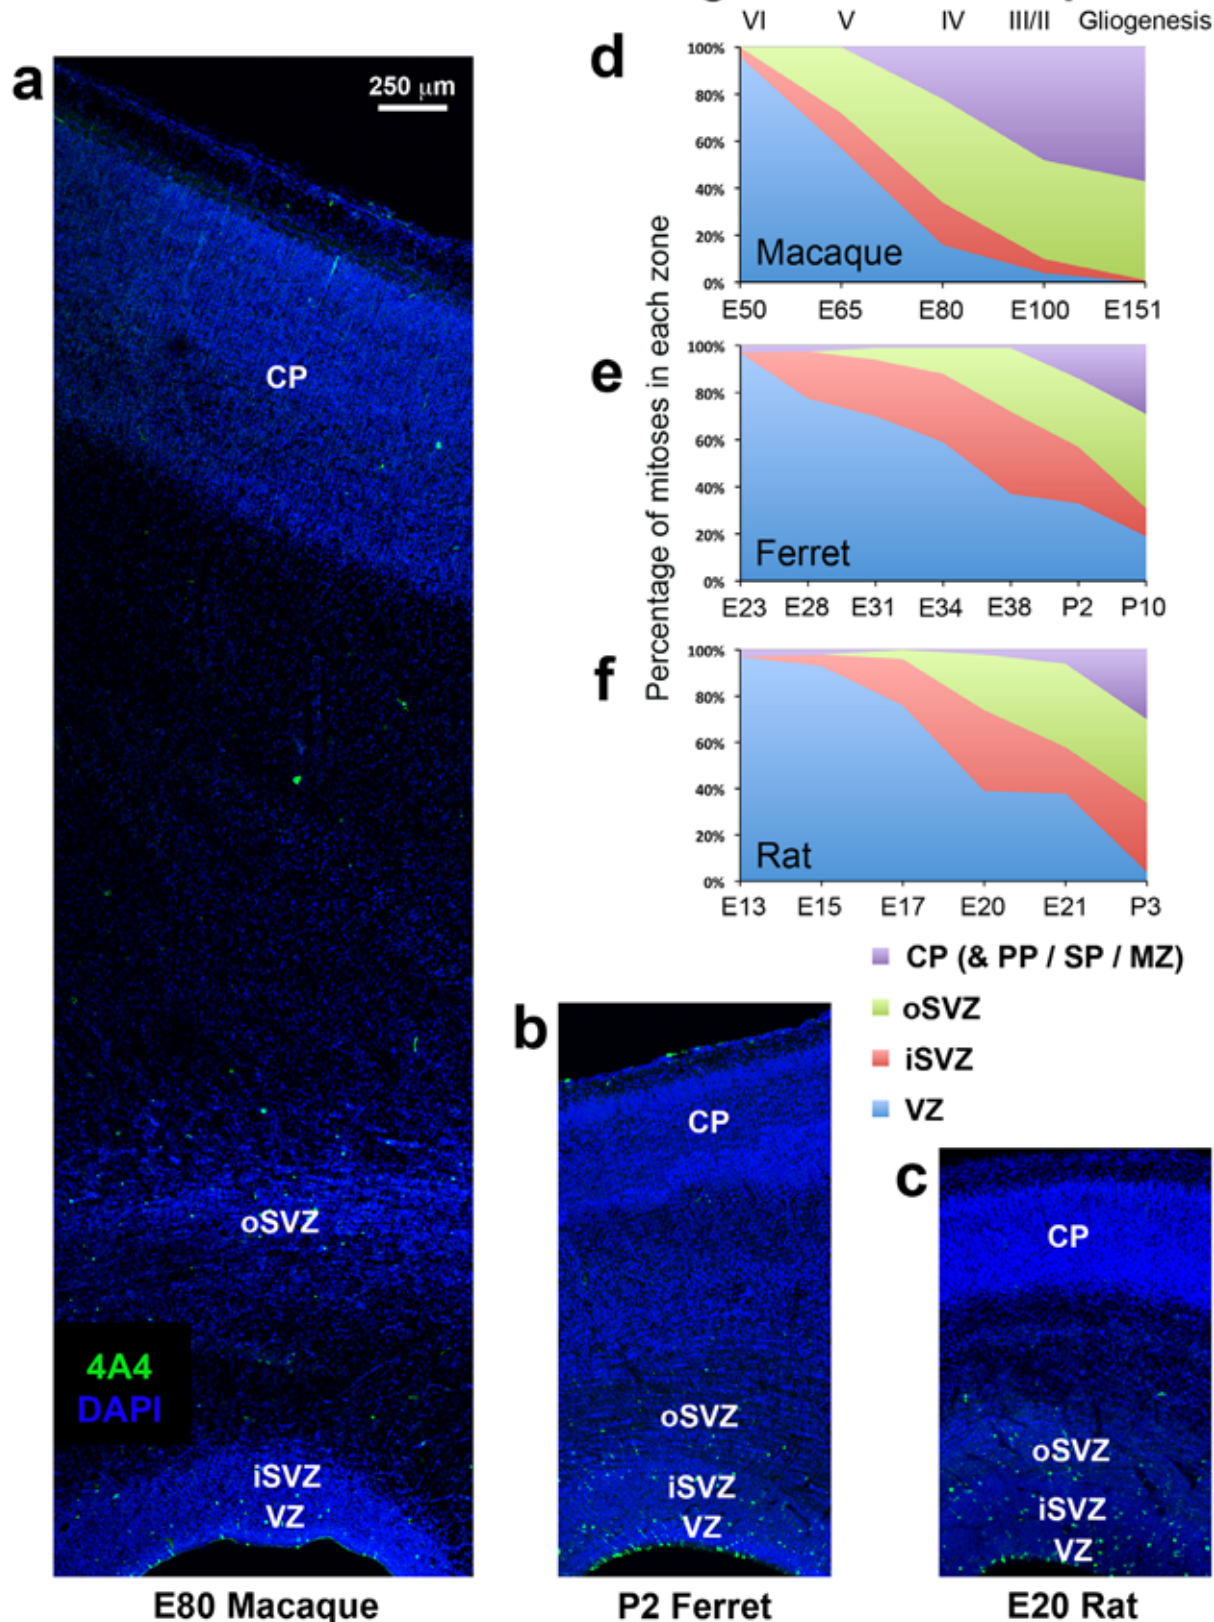 VI V IV III/II Gliogenesis
a
250 μm
CP
oSVZ
4A4
DAPI
iSVZ
VZ
E80 Macaque
Percentage of mitoses in each zone
d
100%
80%
60%
40%
20%
0%
Macaque
E50 E65 E80 E100 E151
e
100%
80%
60%
40%
20%
0%
Ferret
E23 E28 E31 E34 E38 P2 P10
f
100%
80%
60%
40%
20%
0%
Rat
E13 E15 E17 E20 E21 P3
CP (& PP / SP / MZ)
oSVZ
iSVZ
VZ
b
CP
oSVZ
iSVZ
VZ
P2 Ferret
c
CP
oSVZ
iSVZ
VZ
E20 Rat